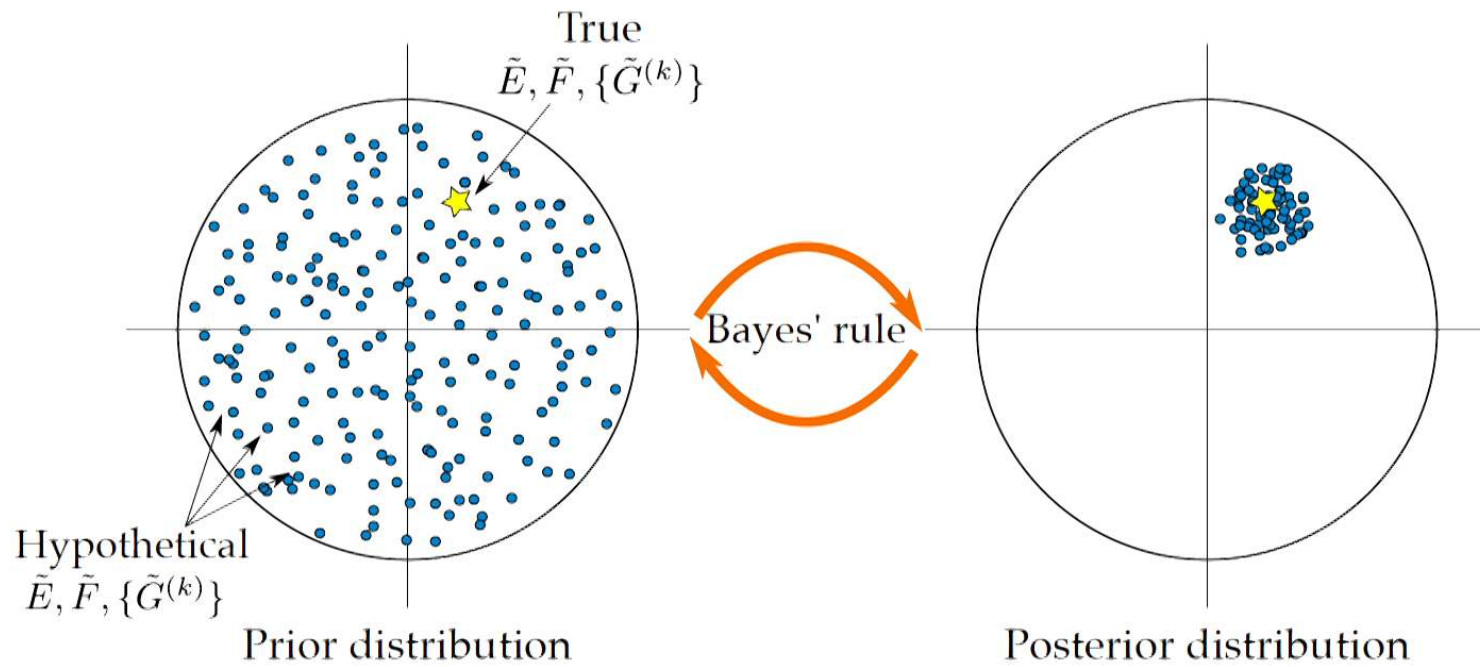 True
Ẽ, F̃, {G̃⁽ᵏ⁾}
Bayes' rule
Hypothetical
Ẽ, F̃, {G̃⁽ᵏ⁾}
Prior distribution
Posterior distribution